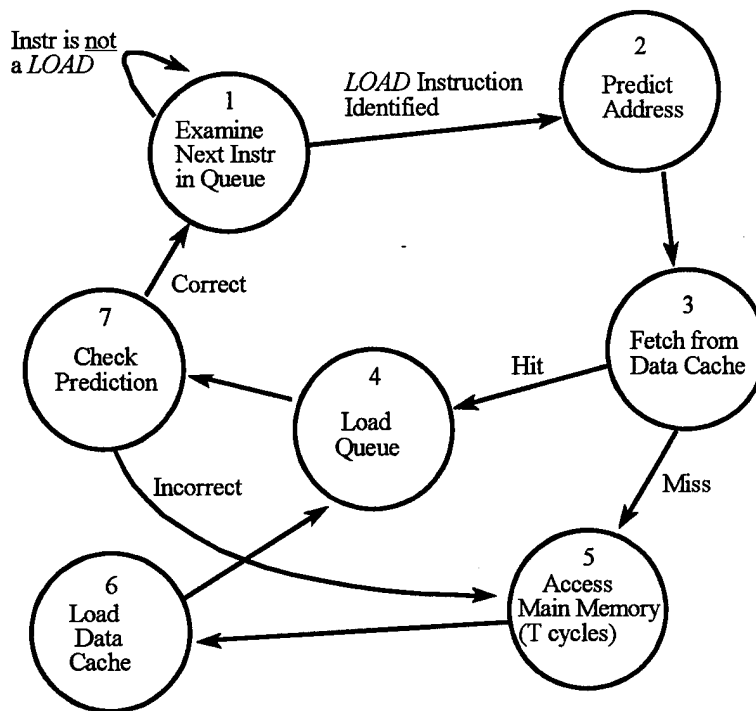 Instr is not
a LOAD
1
Examine
Next Instr
in Queue
LOAD Instruction
Identified
2
Predict
Address
3
Fetch from
Data Cache
Hit
Miss
4
Load
Queue
Correct
7
Check
Prediction
Incorrect
5
Access
Main Memory
(T cycles)
6
Load
Data
Cache